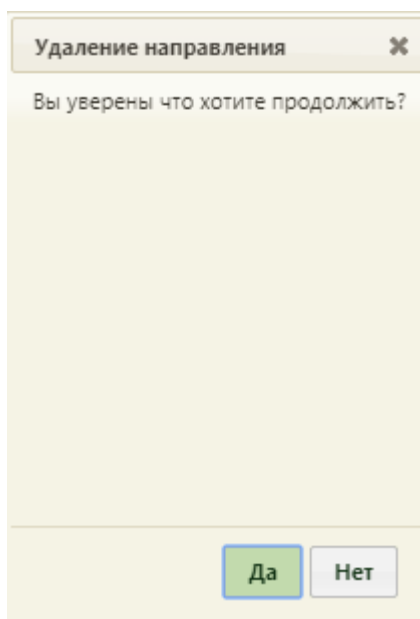 Удаление направления
Вы уверены что хотите продолжить?
Да Нет